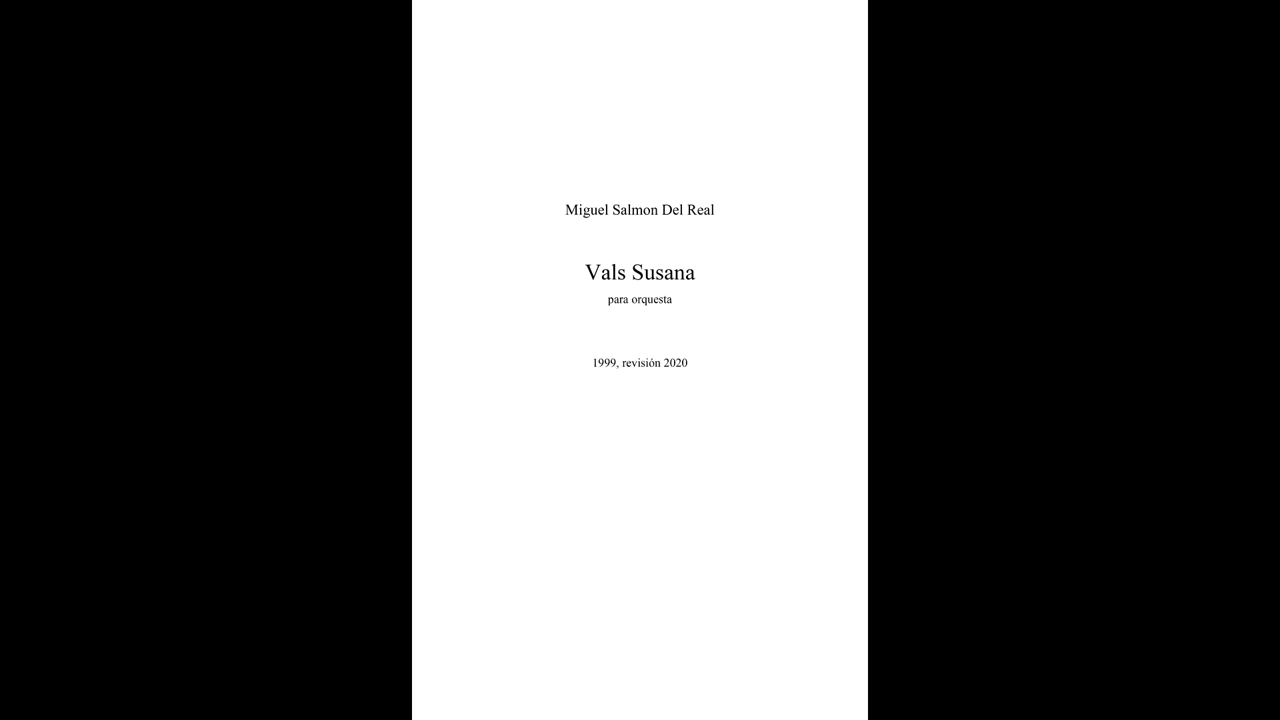 Miguel Salmon Del Real
Vals Susana
para orquesta
1999, revisión 2020